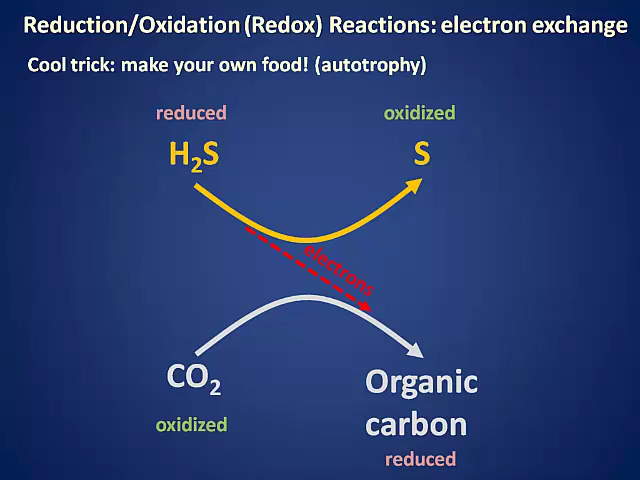 Reduction/Oxidation (Redox) Reactions: electron exchange
Cool trick: make your own food! (autotrophy)
reduced
oxidized
H₂S
S
electrons
CO₂
Organic
carbon
oxidized
reduced